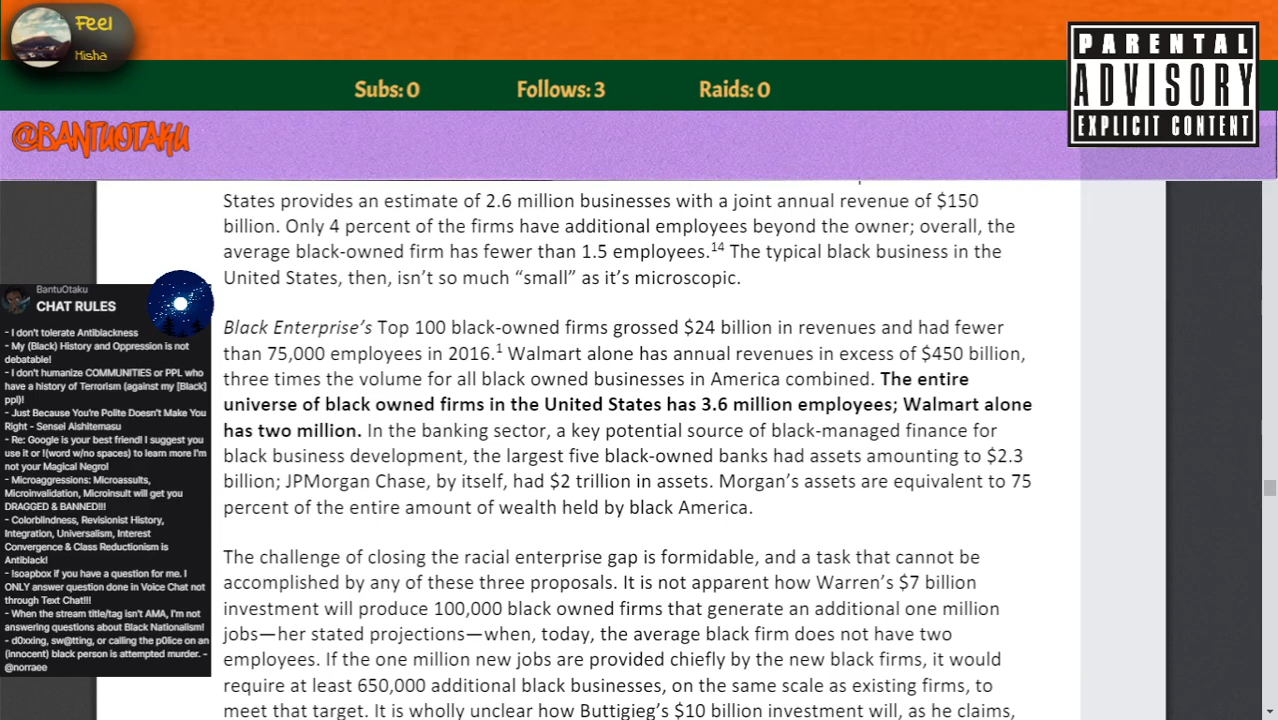 Feel
Misha
PARENTAL
ADVISORY
EXPLICIT CONTENT
Subs: 0
Follows: 3
Raids: 0
@BANTUOTAKU
States provides an estimate of 2.6 million businesses with a joint annual revenue of $150
billion. Only 4 percent of the firms have additional employees beyond the owner; overall, the
average black-owned firm has fewer than 1.5 employees.14 The typical black business in the
United States, then, isn't so much “small” as it's microscopic.
Black Enterprise's Top 100 black-owned firms grossed $24 billion in revenues and had fewer
than 75,000 employees in 2016.1 Walmart alone has annual revenues in excess of $450 billion,
three times the volume for all black owned businesses in America combined. The entire
universe of black owned firms in the United States has 3.6 million employees; Walmart alone
has two million. In the banking sector, a key potential source of black-managed finance for
black business development, the largest five black-owned banks had assets amounting to $2.3
billion; JPMorgan Chase, by itself, had $2 trillion in assets. Morgan's assets are equivalent to 75
percent of the entire amount of wealth held by black America.
The challenge of closing the racial enterprise gap is formidable, and a task that cannot be
accomplished by any of these three proposals. It is not apparent how Warren's $7 billion
investment will produce 100,000 black owned firms that generate an additional one million
jobs—her stated projections—when, today, the average black firm does not have two
employees. If the one million new jobs are provided chiefly by the new black firms, it would
require at least 650,000 additional black businesses, on the same scale as existing firms, to
meet that target. It is wholly unclear how Buttigieg's $10 billion investment will, as he claims,
BantuOtaku
CHAT RULES
- I don't tolerate Antiblackness
- My (Black) History and Oppression is not
debatable!
- I don't humanize COMMUNITIES or PPL who
have a history of Terrorism (against my [Black]
ppl)!
- Just Because You're Polite Doesn't Make You
Right - Sensei Aishitemasu
- Re: Google is your best friend! I suggest you
use it or !(word w/no spaces) to learn more I'm
not your Magical Negro!
- Microaggressions: Microassults,
Microinvalidation, Microinsult will get you
DRAGGED & BANNED!!!
- Colorblindness, Revisionist History,
Integration, Universalism, Interest
Convergence & Class Reductionism is
Antiblack!
- !soapbox if you have a question for me. I
ONLY answer question done in Voice Chat not
through Text Chat!!!
- When the stream title/tag isn't AMA, I'm not
answering questions about Black Nationalism!
- d0xxing, sw@tting, or calling the p0lice on an
(innocent) black person is attempted murder. -
@norraee